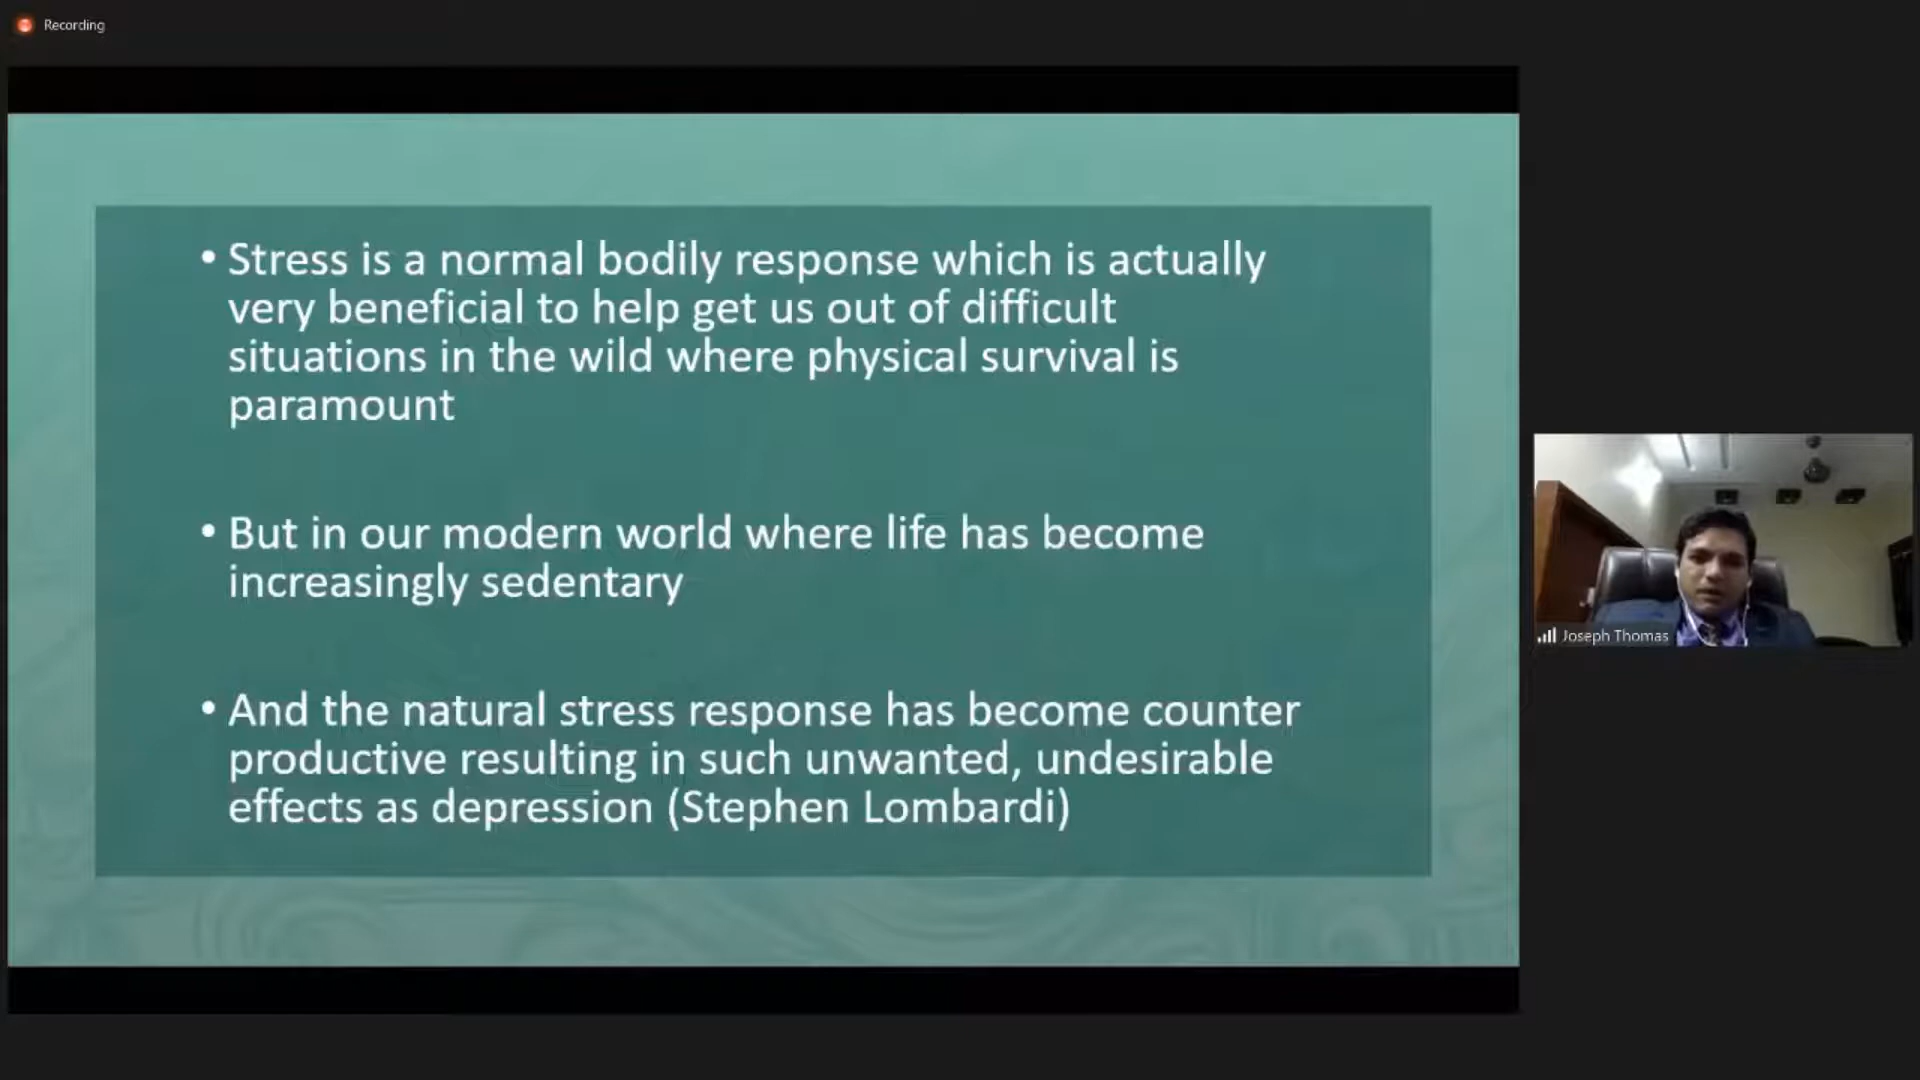 Recording
• Stress is a normal bodily response which is actually
very beneficial to help get us out of difficult
situations in the wild where physical survival is
paramount
• But in our modern world where life has become
increasingly sedentary
• And the natural stress response has become counter
productive resulting in such unwanted, undesirable
effects as depression (Stephen Lombardi)
Joseph Thomas